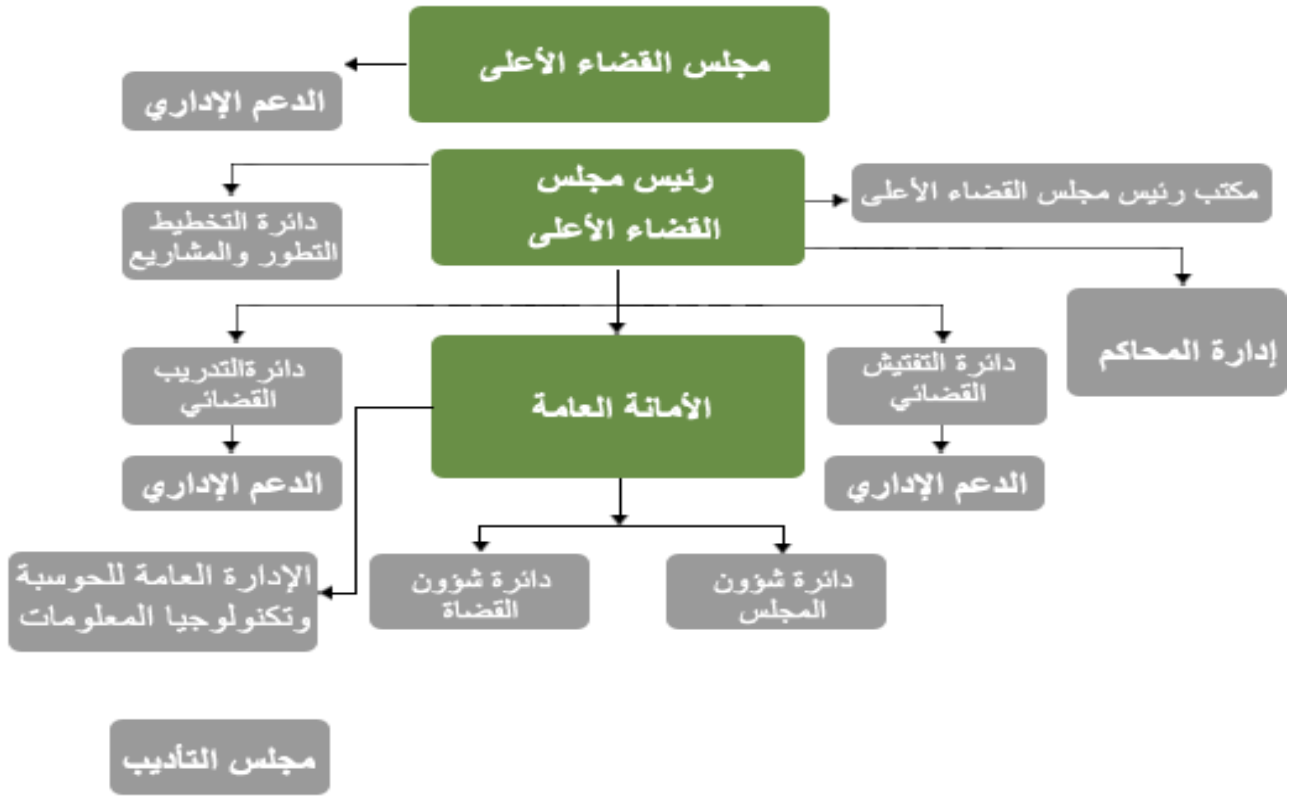 مجلس القضاء الأعلى
الدعم الإداري
رئيس مجلس
القضاء الأعلى
مكتب رئيس مجلس القضاء الأعلى
دائرة التخطيط
التطور والمشاريع
إدارة المحاكم
دائرة التفتيش
القضائي
الأمانة العامة
دائرةالتدريب
القضائي
الدعم الإداري
الدعم الإداري
دائرة شؤون
المجلس
دائرة شؤون
القضاة
الإدارة العامة للحوسبة
وتكنولوجيا المعلومات
مجلس التأديب